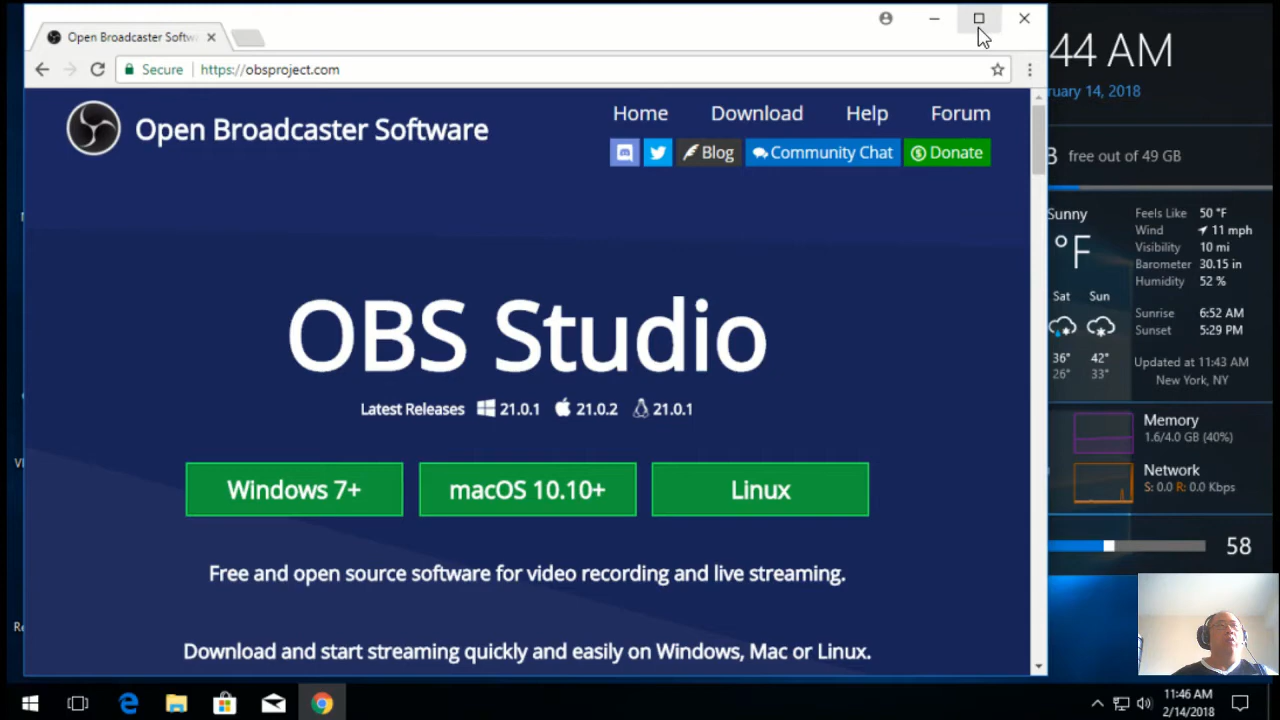 Open Broadcaster Softw
Secure https://obsproject.com
Open Broadcaster Software
Home Download Help Forum
Blog Community Chat Donate
OBS Studio
Latest Releases 21.0.1 21.0.2 21.0.1
Windows 7+ macOS 10.10+ Linux
Free and open source software for video recording and live streaming.
Download and start streaming quickly and easily on Windows, Mac or Linux.
44 AM
ruary 14, 2018
B free out of 49 GB
Sunny
°F
Feels Like 50 °F
Wind 11 mph
Visibility 10 mi
Barometer 30.15 in
Humidity 52 %
Sat Sun
36° 42°
26° 33°
Sunrise 6:52 AM
Sunset 5:29 PM
Updated at 11:43 AM
New York, NY
Memory
1.6/4.0 GB (40%)
Network
S: 0.0 R: 0.0 Kbps
58
11:46 AM
2/14/2018